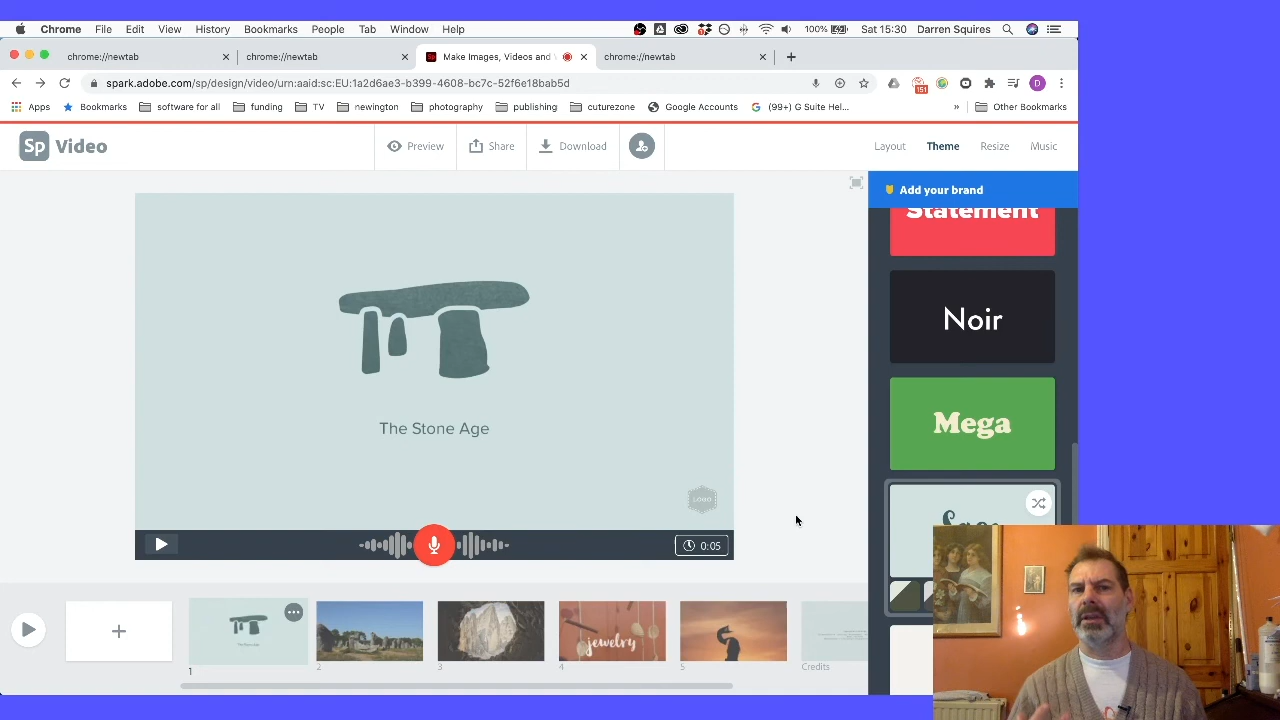 Chrome File Edit View History Bookmarks People Tab Window Help 100% Sat 15:30 Darren Squires
chrome://newtab chrome://newtab Sp Make Images, Videos and chrome://newtab
spark.adobe.com/sp/design/video/urn:aaid:sc:EU:1a2d6ae3-b399-4608-bc7c-52f6e18bab5d 151 D
Apps Bookmarks software for all funding TV newington photography publishing cuturezone Google Accounts (99+) G Suite Hel... » Other Bookmarks
Sp Video Preview Share Download Layout Theme Resize Music
Add your brand
Statement
Noir
Mega
The Stone Age
LOGO
0:05
jewelry
1 2 3 4 5 Credits